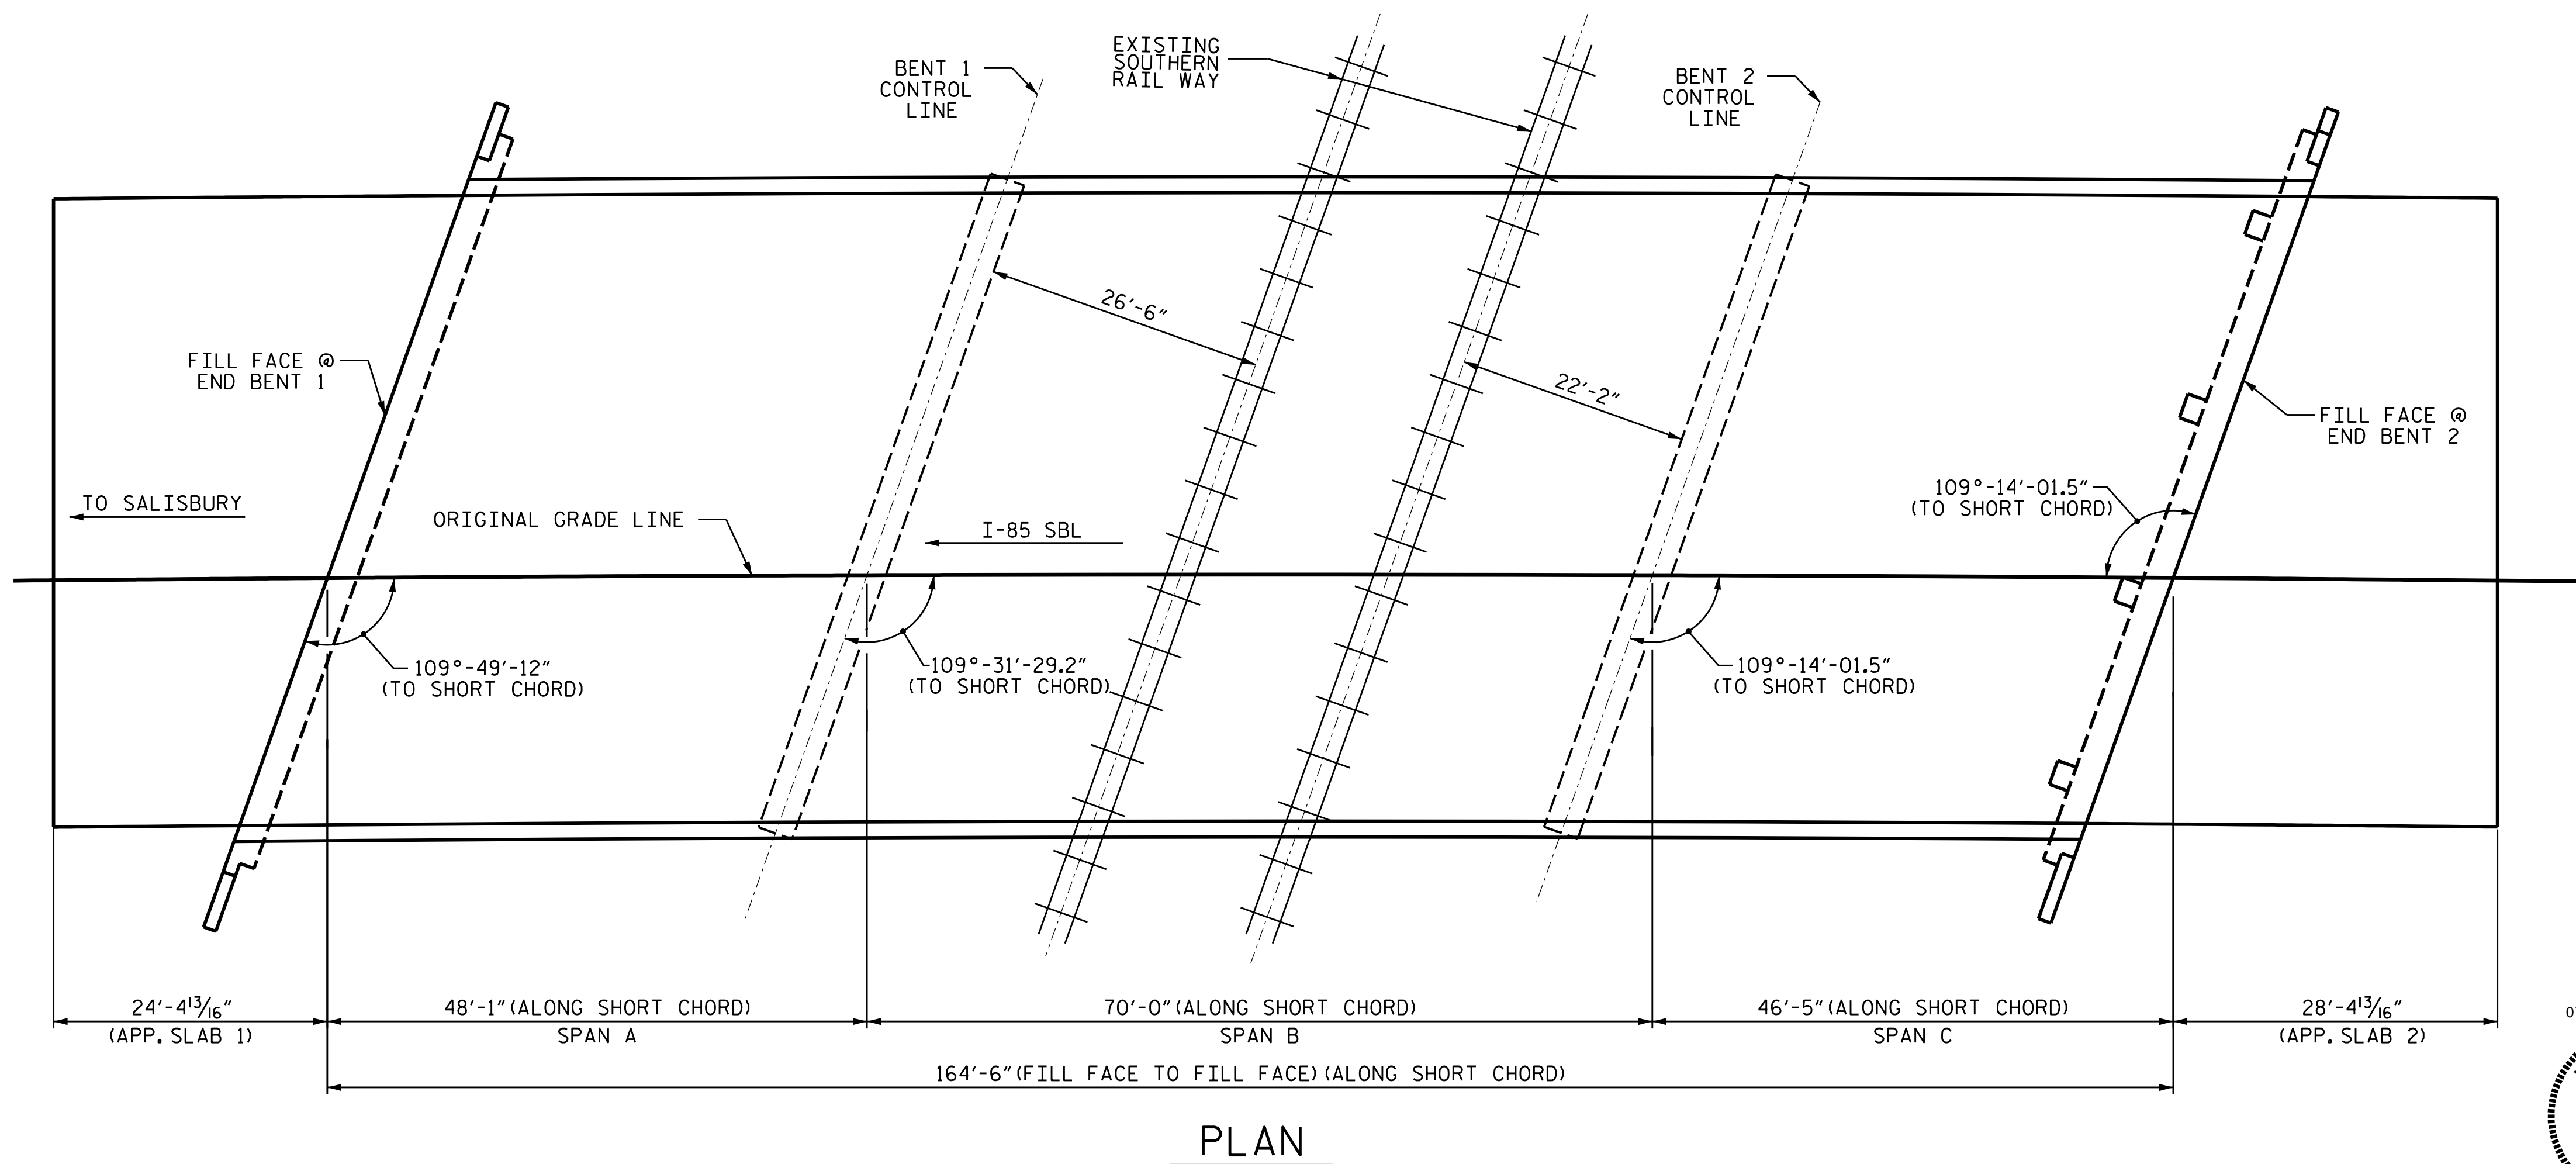 EXISTING
SOUTHERN
RAIL WAY
BENT 1
CONTROL
LINE
BENT 2
CONTROL
LINE
26'-6"
22'-2"
FILL FACE @
END BENT 1
FILL FACE @
END BENT 2
TO SALISBURY
ORIGINAL GRADE LINE
I-85 SBL
109°-14'-01.5"
(TO SHORT CHORD)
109°-49'-12"
(TO SHORT CHORD)
109°-31'-29.2"
(TO SHORT CHORD)
109°-14'-01.5"
(TO SHORT CHORD)
24'-4 13/16"
(APP. SLAB 1)
48'-1" (ALONG SHORT CHORD)
SPAN A
70'-0" (ALONG SHORT CHORD)
SPAN B
46'-5" (ALONG SHORT CHORD)
SPAN C
28'-4 13/16"
(APP. SLAB 2)
164'-6" (FILL FACE TO FILL FACE) (ALONG SHORT CHORD)
PLAN